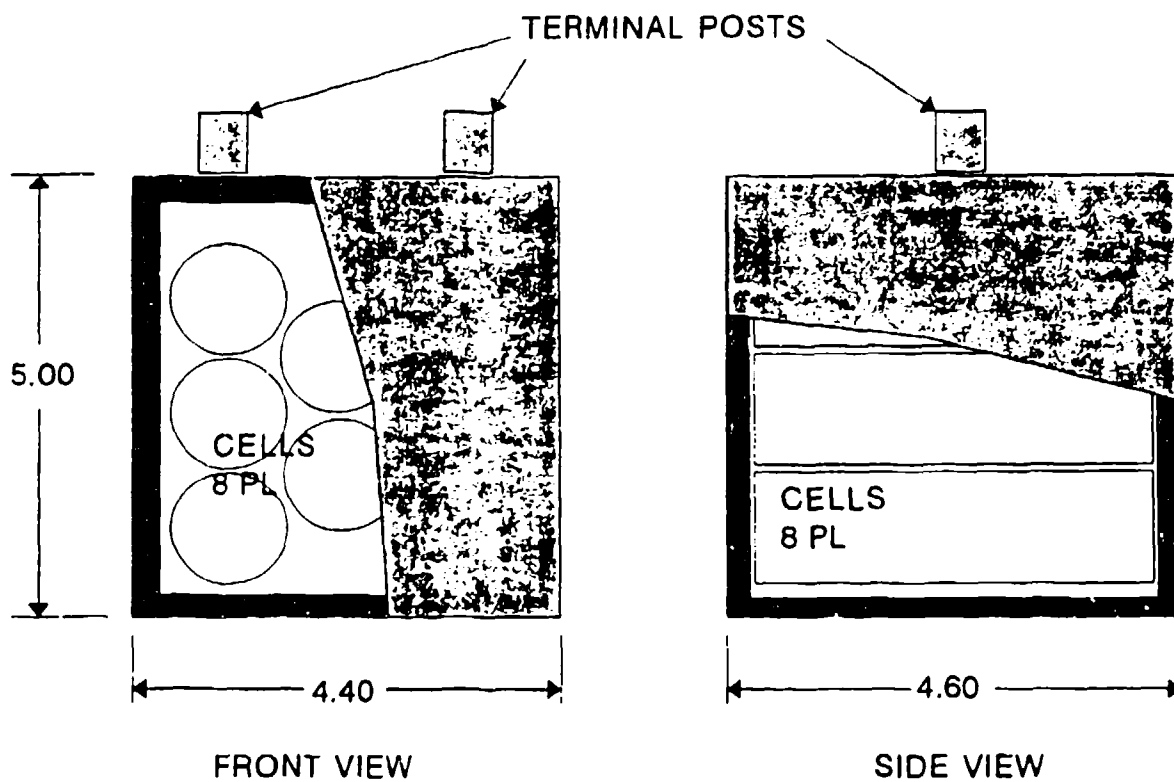 TERMINAL POSTS
5.00
CELLS
8 PL
CELLS
8 PL
4.40
4.60
FRONT VIEW
SIDE VIEW